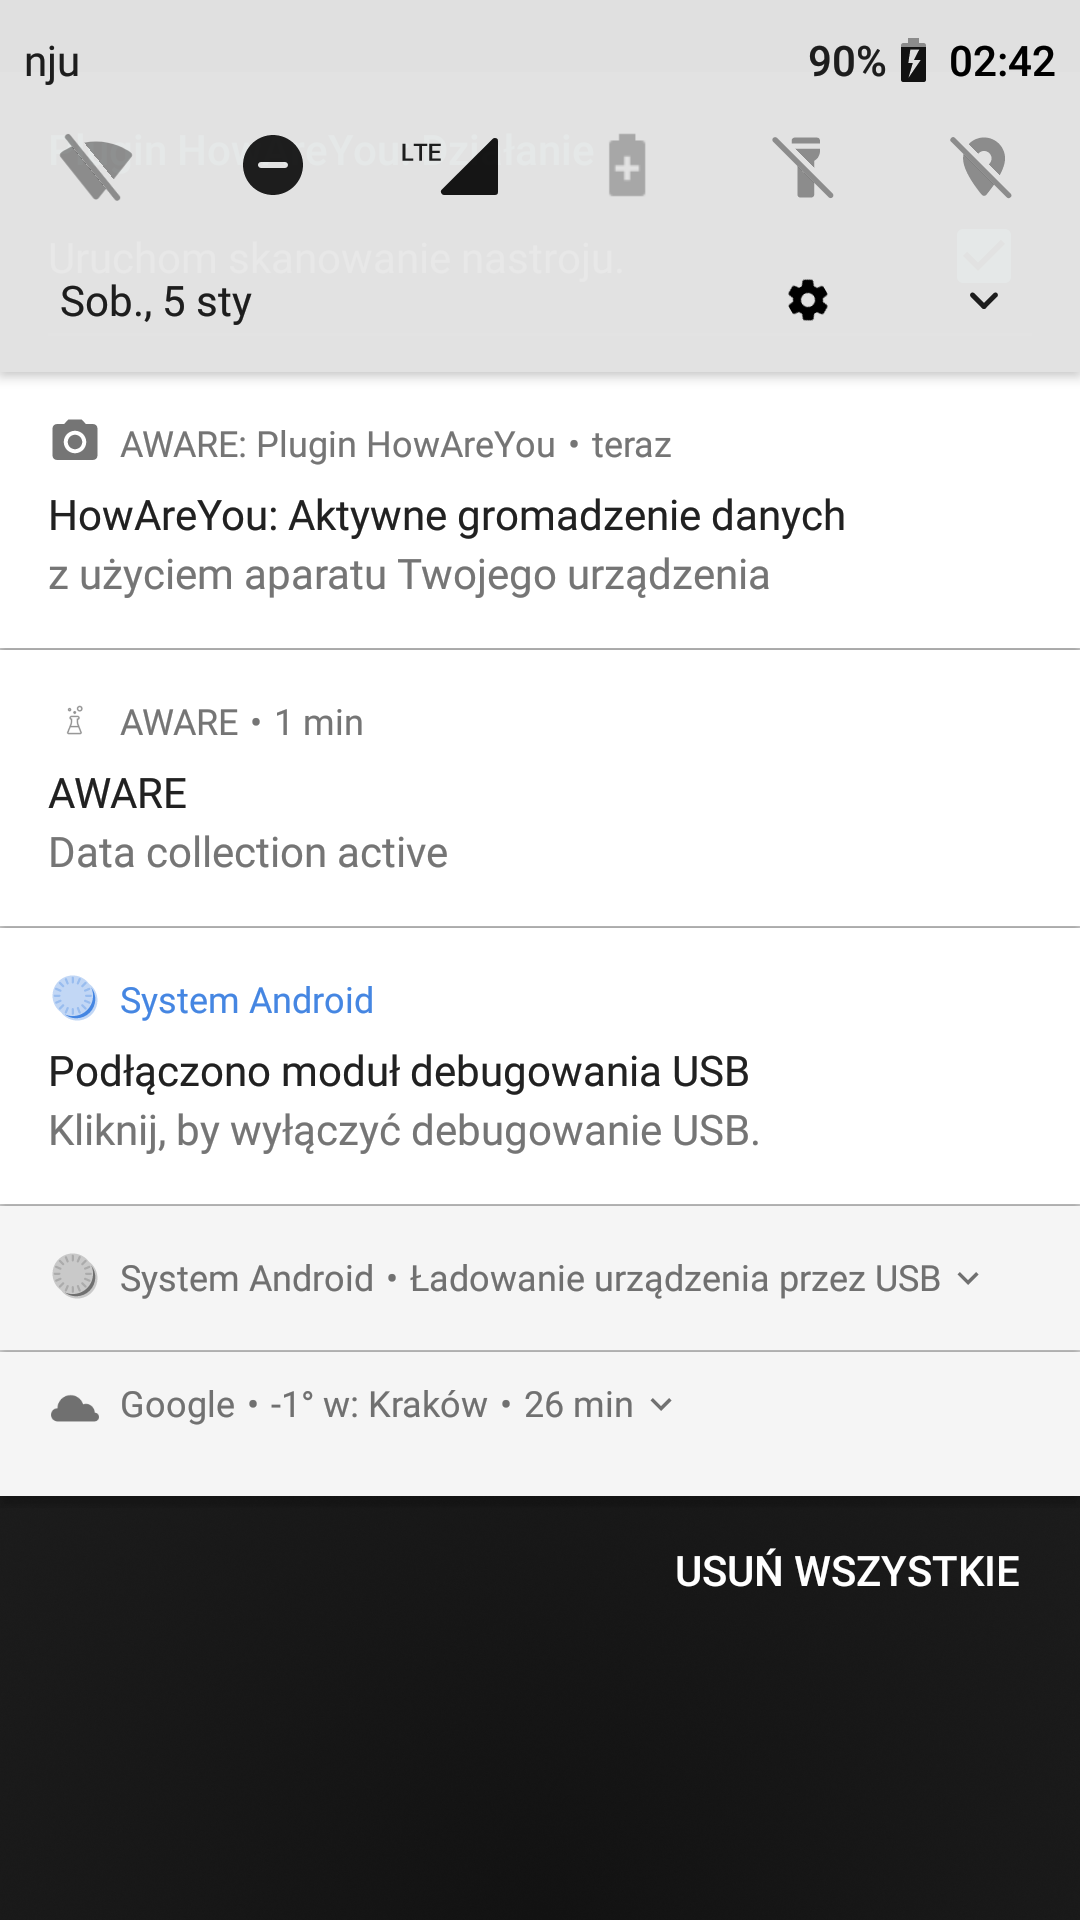 nju 90% 02:42
Plugin HowAreYou: Działanie
LTE
Uruchom skanowanie nastroju.
Sob., 5 sty
AWARE: Plugin HowAreYou • teraz
HowAreYou: Aktywne gromadzenie danych
z użyciem aparatu Twojego urządzenia
AWARE • 1 min
AWARE
Data collection active
System Android
Podłączono moduł debugowania USB
Kliknij, by wyłączyć debugowanie USB.
System Android • Ładowanie urządzenia przez USB
Google • -1° w: Kraków • 26 min
USUŃ WSZYSTKIE